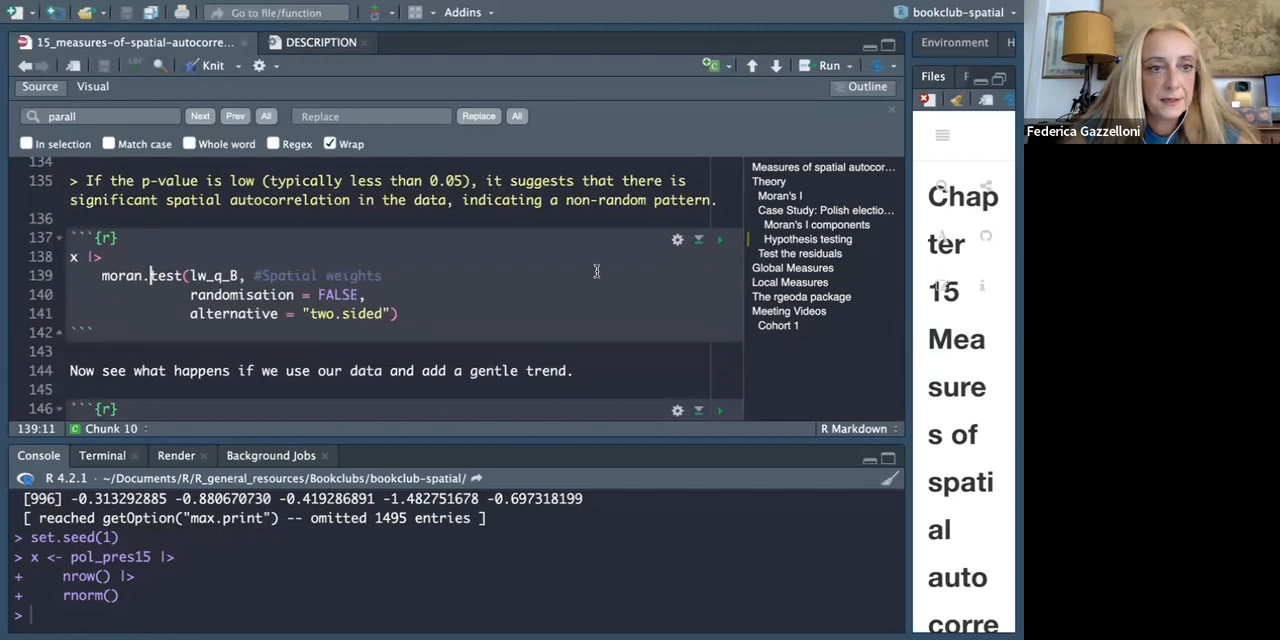 Go to file/function
Addins
bookclub-spatial
15_measures-of-spatial-autocorre...
DESCRIPTION
Environment
H
Knit
Run
Files
F
Source
Visual
Outline
parall
Next
Prev
All
Replace
Replace
All
In selection
Match case
Whole word
Regex
Wrap
134
135 > If the p-value is low (typically less than 0.05), it suggests that there is
significant spatial autocorrelation in the data, indicating a non-random pattern.
136
137 ```{r}
138 x |>
139 moran.test(lw_q_B, #Spatial weights
140 randomisation = FALSE,
141 alternative = "two.sided")
142 ```
143
144 Now see what happens if we use our data and add a gentle trend.
145
146 ```{r}
139:11
Chunk 10
R Markdown
Measures of spatial autocor...
Theory
Moran's I
Case Study: Polish electio...
Moran's I components
Hypothesis testing
Test the residuals
Global Measures
Local Measures
The rgeoda package
Meeting Videos
Cohort 1
Console
Terminal
Render
Background Jobs
R 4.2.1 · ~/Documents/R/R_general_resources/Bookclubs/bookclub-spatial/
[996] -0.313292885 -0.880670730 -0.419286891 -1.482751678 -0.697318199
[ reached getOption("max.print") -- omitted 1495 entries ]
> set.seed(1)
> x <- pol_pres15 |>
+ nrow() |>
+ rnorm()
>
Chap
ter
15
Mea
sure
s of
spati
al
auto
corre
Federica Gazzelloni